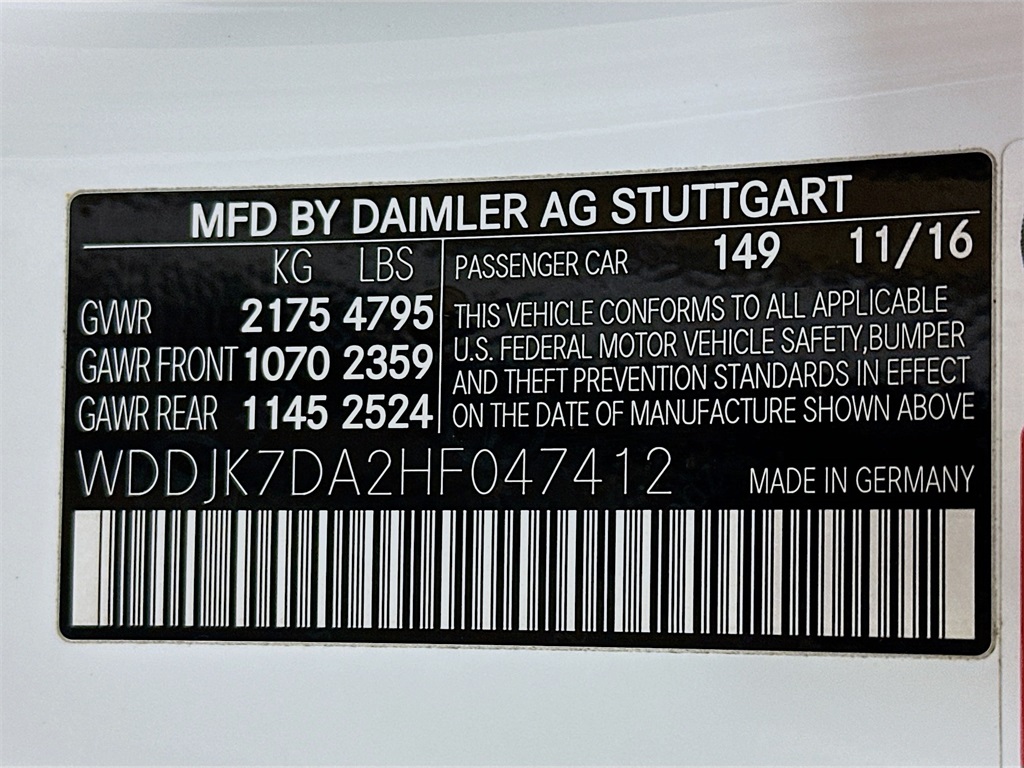 MFD BY DAIMLER AG STUTTGART
KG LBS
GVWR 2175 4795
GAWR FRONT 1070 2359
GAWR REAR 1145 2524
PASSENGER CAR 149 11/16
THIS VEHICLE CONFORMS TO ALL APPLICABLE
U.S. FEDERAL MOTOR VEHICLE SAFETY,BUMPER
AND THEFT PREVENTION STANDARDS IN EFFECT
ON THE DATE OF MANUFACTURE SHOWN ABOVE
WDDJK7DA2HF047412
MADE IN GERMANY